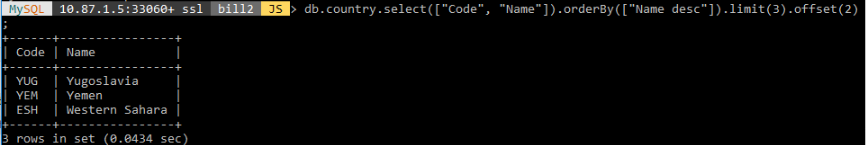 MySQL 10.87.1.5:33060+ ssl bill2 JS > db.country.select(["Code", "Name"]).orderBy(["Name desc"]).limit(3).offset(2)
;
+------+----------------+
| Code | Name           |
+------+----------------+
| YUG  | Yugoslavia     |
| YEM  | Yemen          |
| ESH  | Western Sahara |
+------+----------------+
3 rows in set (0.0434 sec)